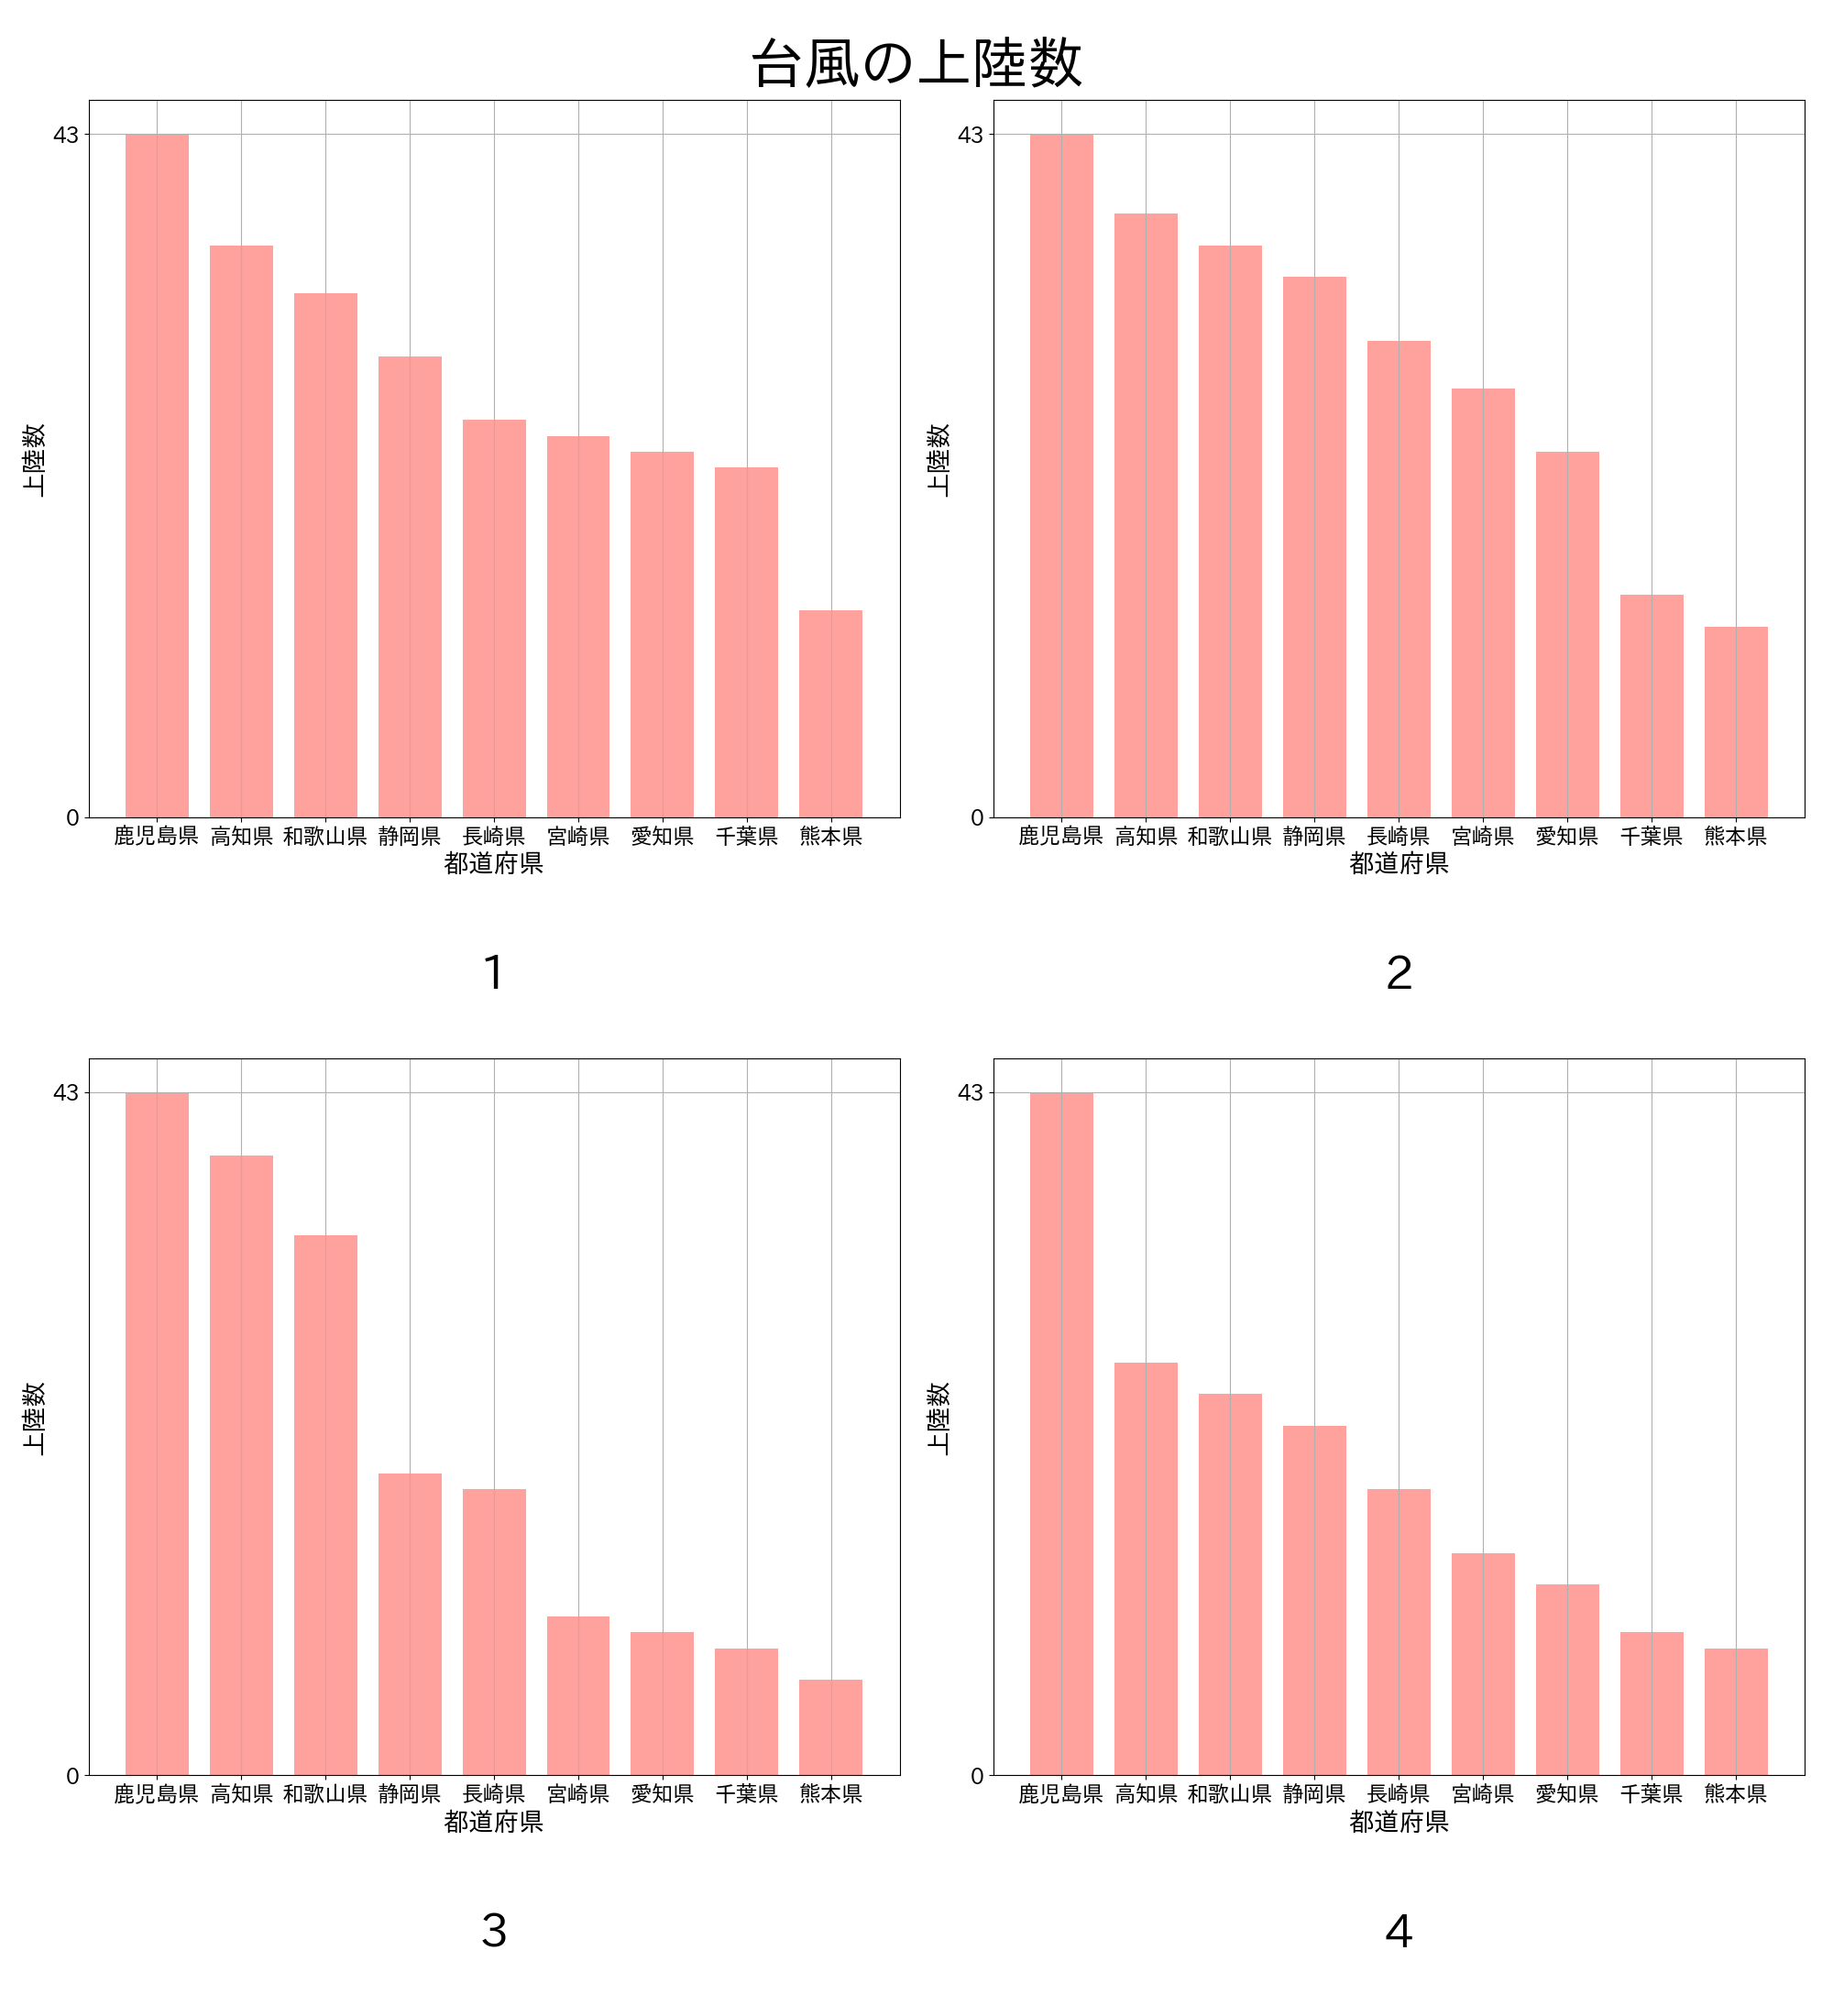 台風の上陸数
43
0
上陸数
鹿児島県 高知県 和歌山県 静岡県 長崎県 宮崎県 愛知県 千葉県 熊本県
都道府県
1
43
0
上陸数
鹿児島県 高知県 和歌山県 静岡県 長崎県 宮崎県 愛知県 千葉県 熊本県
都道府県
2
43
0
上陸数
鹿児島県 高知県 和歌山県 静岡県 長崎県 宮崎県 愛知県 千葉県 熊本県
都道府県
3
43
0
上陸数
鹿児島県 高知県 和歌山県 静岡県 長崎県 宮崎県 愛知県 千葉県 熊本県
都道府県
4